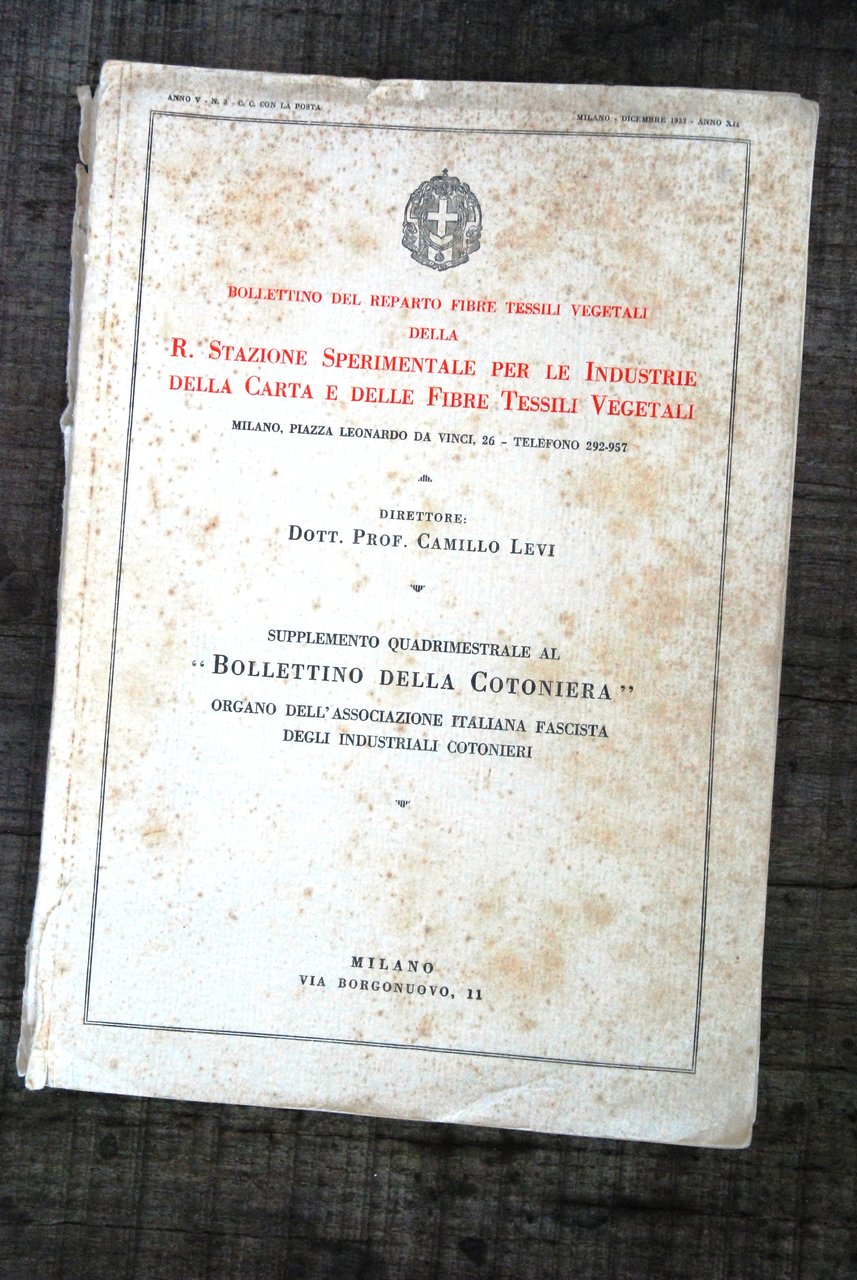 ANNO V - N. 3 - C. C. CON LA POSTA
MILANO - DICEMBRE 1933 - ANNO XII
BOLLETTINO DEL REPARTO FIBRE TESSILI VEGETALI
DELLA
R. STAZIONE SPERIMENTALE PER LE INDUSTRIE
DELLA CARTA E DELLE FIBRE TESSILI VEGETALI
MILANO, PIAZZA LEONARDO DA VINCI, 26 - TELEFONO 292-957
DIRETTORE:
DOTT. PROF. CAMILLO LEVI
SUPPLEMENTO QUADRIMESTRALE AL
“BOLLETTINO DELLA COTONIERA”
ORGANO DELL'ASSOCIAZIONE ITALIANA FASCISTA
DEGLI INDUSTRIALI COTONIERI
MILANO
VIA BORGONUOVO, 11